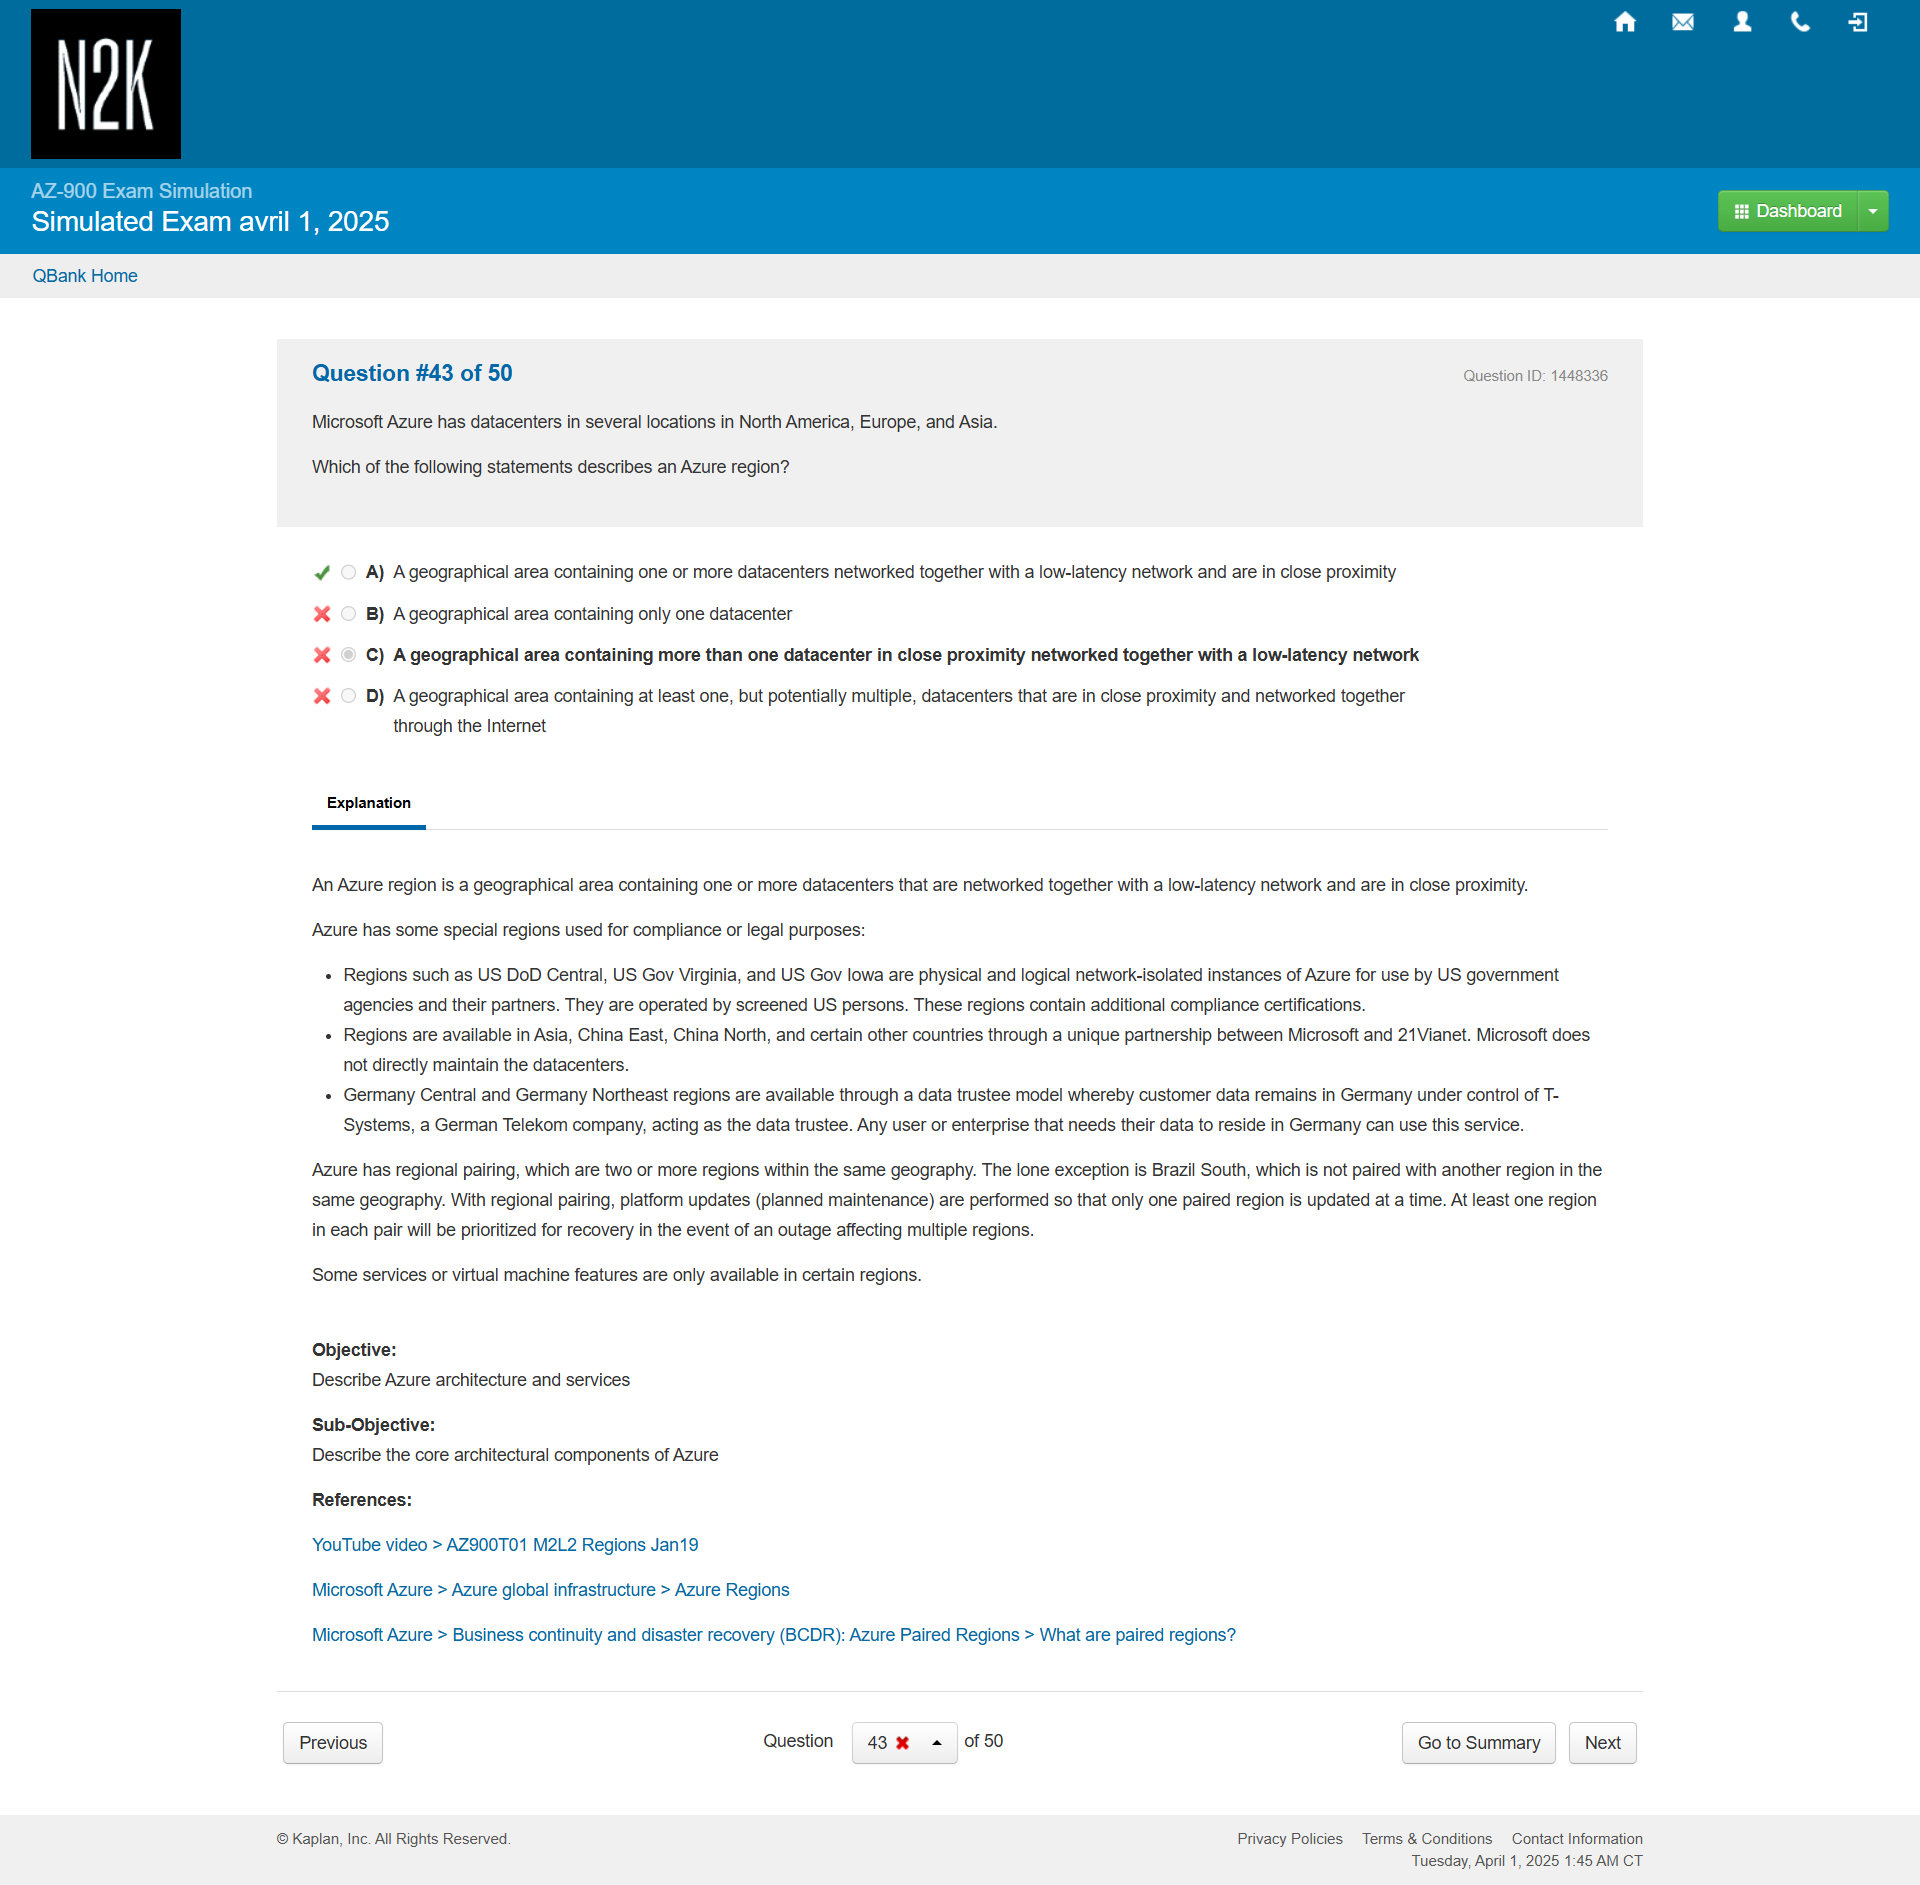 N2K
AZ-900 Exam Simulation
Simulated Exam avril 1, 2025
Dashboard
QBank Home
Question #43 of 50
Question ID: 1448336
Microsoft Azure has datacenters in several locations in North America, Europe, and Asia.
Which of the following statements describes an Azure region?
A) A geographical area containing one or more datacenters networked together with a low-latency network and are in close proximity
B) A geographical area containing only one datacenter
C) A geographical area containing more than one datacenter in close proximity networked together with a low-latency network
D) A geographical area containing at least one, but potentially multiple, datacenters that are in close proximity and networked together
through the Internet
Explanation
An Azure region is a geographical area containing one or more datacenters that are networked together with a low-latency network and are in close proximity.
Azure has some special regions used for compliance or legal purposes:
• Regions such as US DoD Central, US Gov Virginia, and US Gov Iowa are physical and logical network-isolated instances of Azure for use by US government
agencies and their partners. They are operated by screened US persons. These regions contain additional compliance certifications.
• Regions are available in Asia, China East, China North, and certain other countries through a unique partnership between Microsoft and 21Vianet. Microsoft does
not directly maintain the datacenters.
• Germany Central and Germany Northeast regions are available through a data trustee model whereby customer data remains in Germany under control of T-
Systems, a German Telekom company, acting as the data trustee. Any user or enterprise that needs their data to reside in Germany can use this service.
Azure has regional pairing, which are two or more regions within the same geography. The lone exception is Brazil South, which is not paired with another region in the
same geography. With regional pairing, platform updates (planned maintenance) are performed so that only one paired region is updated at a time. At least one region
in each pair will be prioritized for recovery in the event of an outage affecting multiple regions.
Some services or virtual machine features are only available in certain regions.
Objective:
Describe Azure architecture and services
Sub-Objective:
Describe the core architectural components of Azure
References:
YouTube video > AZ900T01 M2L2 Regions Jan19
Microsoft Azure > Azure global infrastructure > Azure Regions
Microsoft Azure > Business continuity and disaster recovery (BCDR): Azure Paired Regions > What are paired regions?
Previous
Question 43 of 50
Go to Summary
Next
© Kaplan, Inc. All Rights Reserved.
Privacy Policies Terms & Conditions Contact Information
Tuesday, April 1, 2025 1:45 AM CT